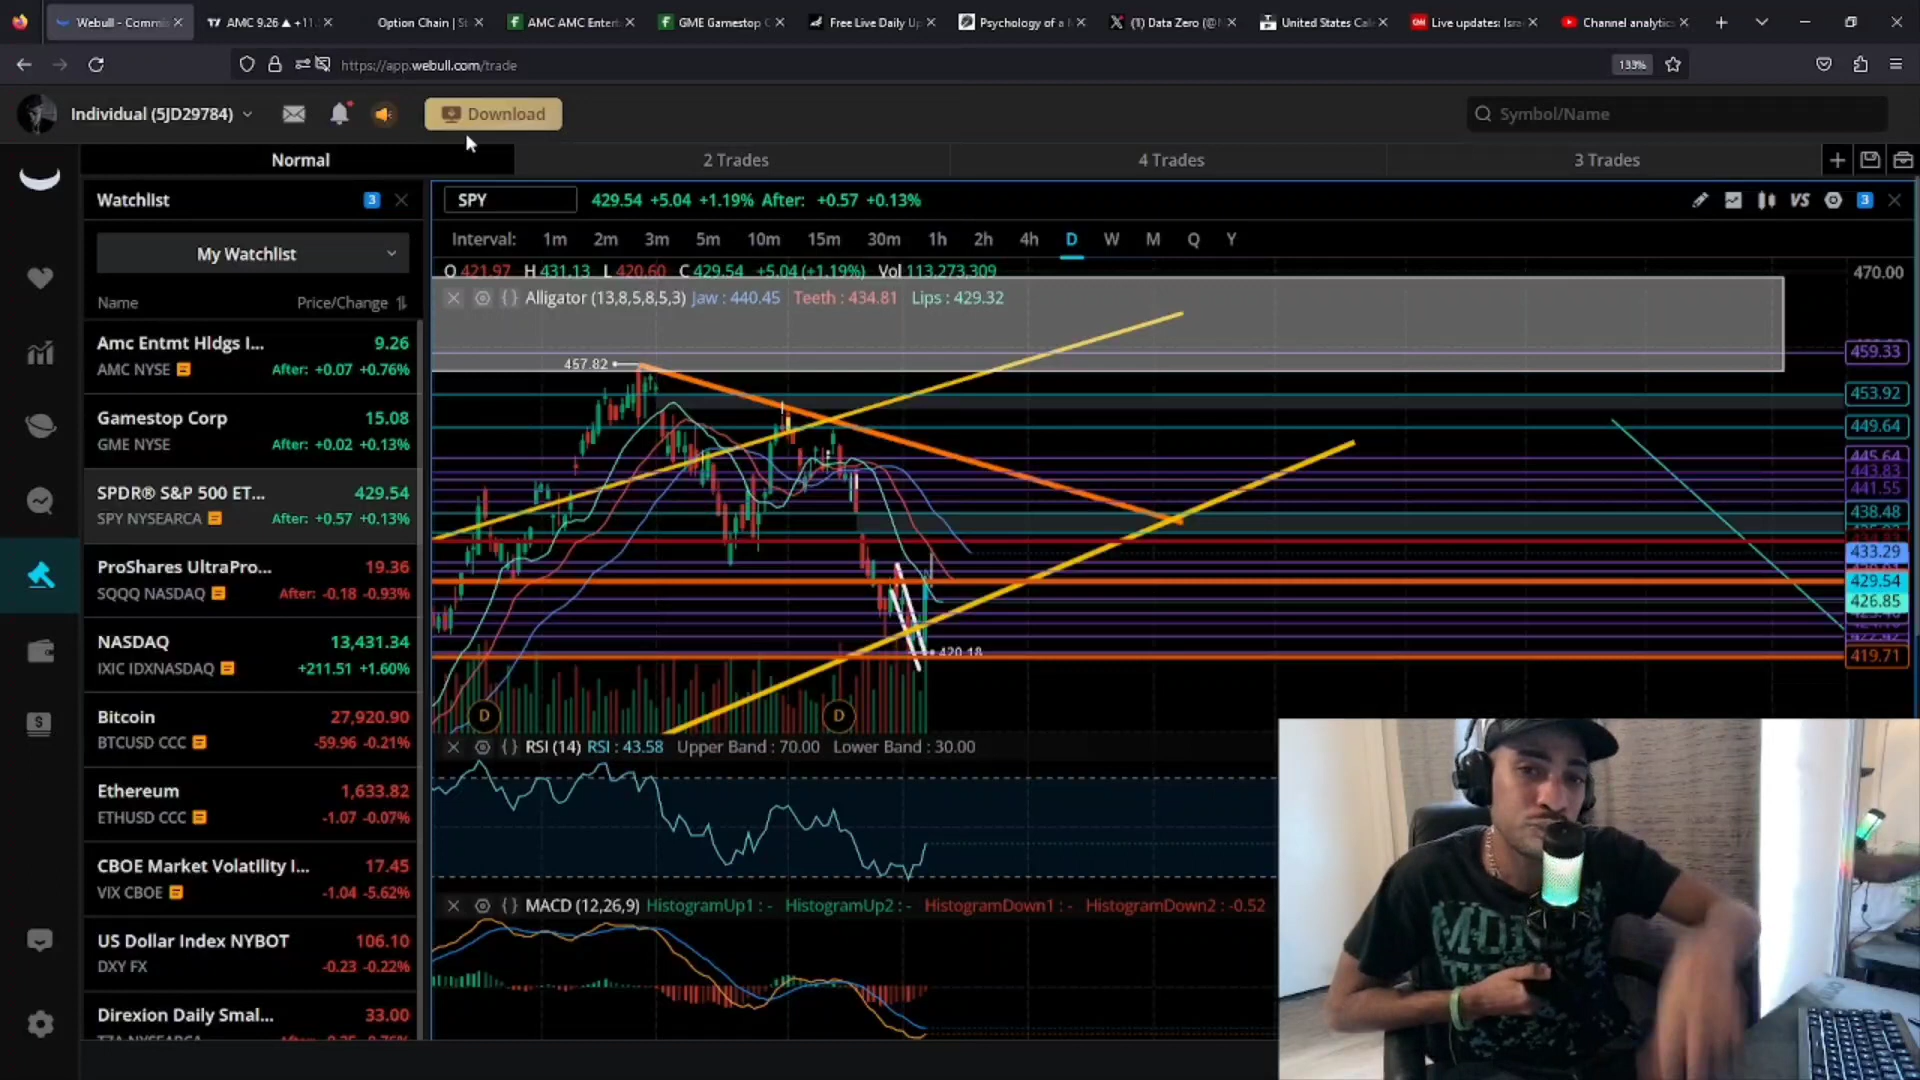 Webull - Commis
AMC 9.26 ▲ +11.
Option Chain | St
AMC AMC Entert
GME Gamestop C
Free Live Daily Up
Psychology of a M
(1) Data Zero (@
United States Cal
Live updates: Isra
Channel analytic
https://app.webull.com/trade
133%
Individual (5JD29784)
Download
Symbol/Name
Normal
2 Trades
4 Trades
3 Trades
Watchlist
3
My Watchlist
Name
Price/Change
Amc Entmt Hldgs I...
9.26
AMC NYSE
After: +0.07 +0.76%
Gamestop Corp
15.08
GME NYSE
After: +0.02 +0.13%
SPDR® S&P 500 ET...
429.54
SPY NYSEARCA
After: +0.57 +0.13%
ProShares UltraPro...
19.36
SQQQ NASDAQ
After: -0.18 -0.93%
NASDAQ
13,431.34
IXIC IDXNASDAQ
+211.51 +1.60%
Bitcoin
27,920.90
BTCUSD CCC
-59.96 -0.21%
Ethereum
1,633.82
ETHUSD CCC
-1.07 -0.07%
CBOE Market Volatility I...
17.45
VIX CBOE
-1.04 -5.62%
US Dollar Index NYBOT
106.10
DXY FX
-0.23 -0.22%
Direxion Daily Smal...
33.00
SPY
429.54 +5.04 +1.19% After: +0.57 +0.13%
VS
3
Interval: 1m 2m 3m 5m 10m 15m 30m 1h 2h 4h D W M Q Y
O 421.97 H 431.13 L 420.60 C 429.54 +5.04 (+1.19%) Vol 113,273,309
Alligator (13,8,5,8,5,3) Jaw : 440.45 Teeth : 434.81 Lips : 429.32
457.82
420.18
D
D
470.00
459.33
453.92
449.64
445.64
443.83
441.55
438.48
433.29
429.54
426.85
419.71
RSI (14) RSI : 43.58 Upper Band : 70.00 Lower Band : 30.00
MACD (12,26,9) HistogramUp1 : - HistogramUp2 : - HistogramDown1 : - HistogramDown2 : -0.52